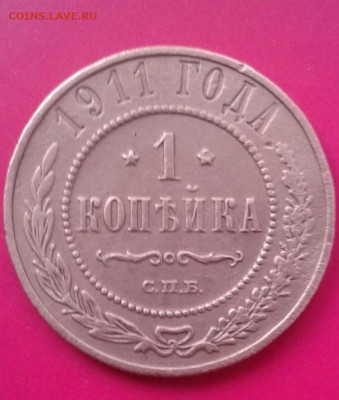 COINS.LAVE.RU
1911 ГОДА
1
КОПѢЙКА
С.П.Б.